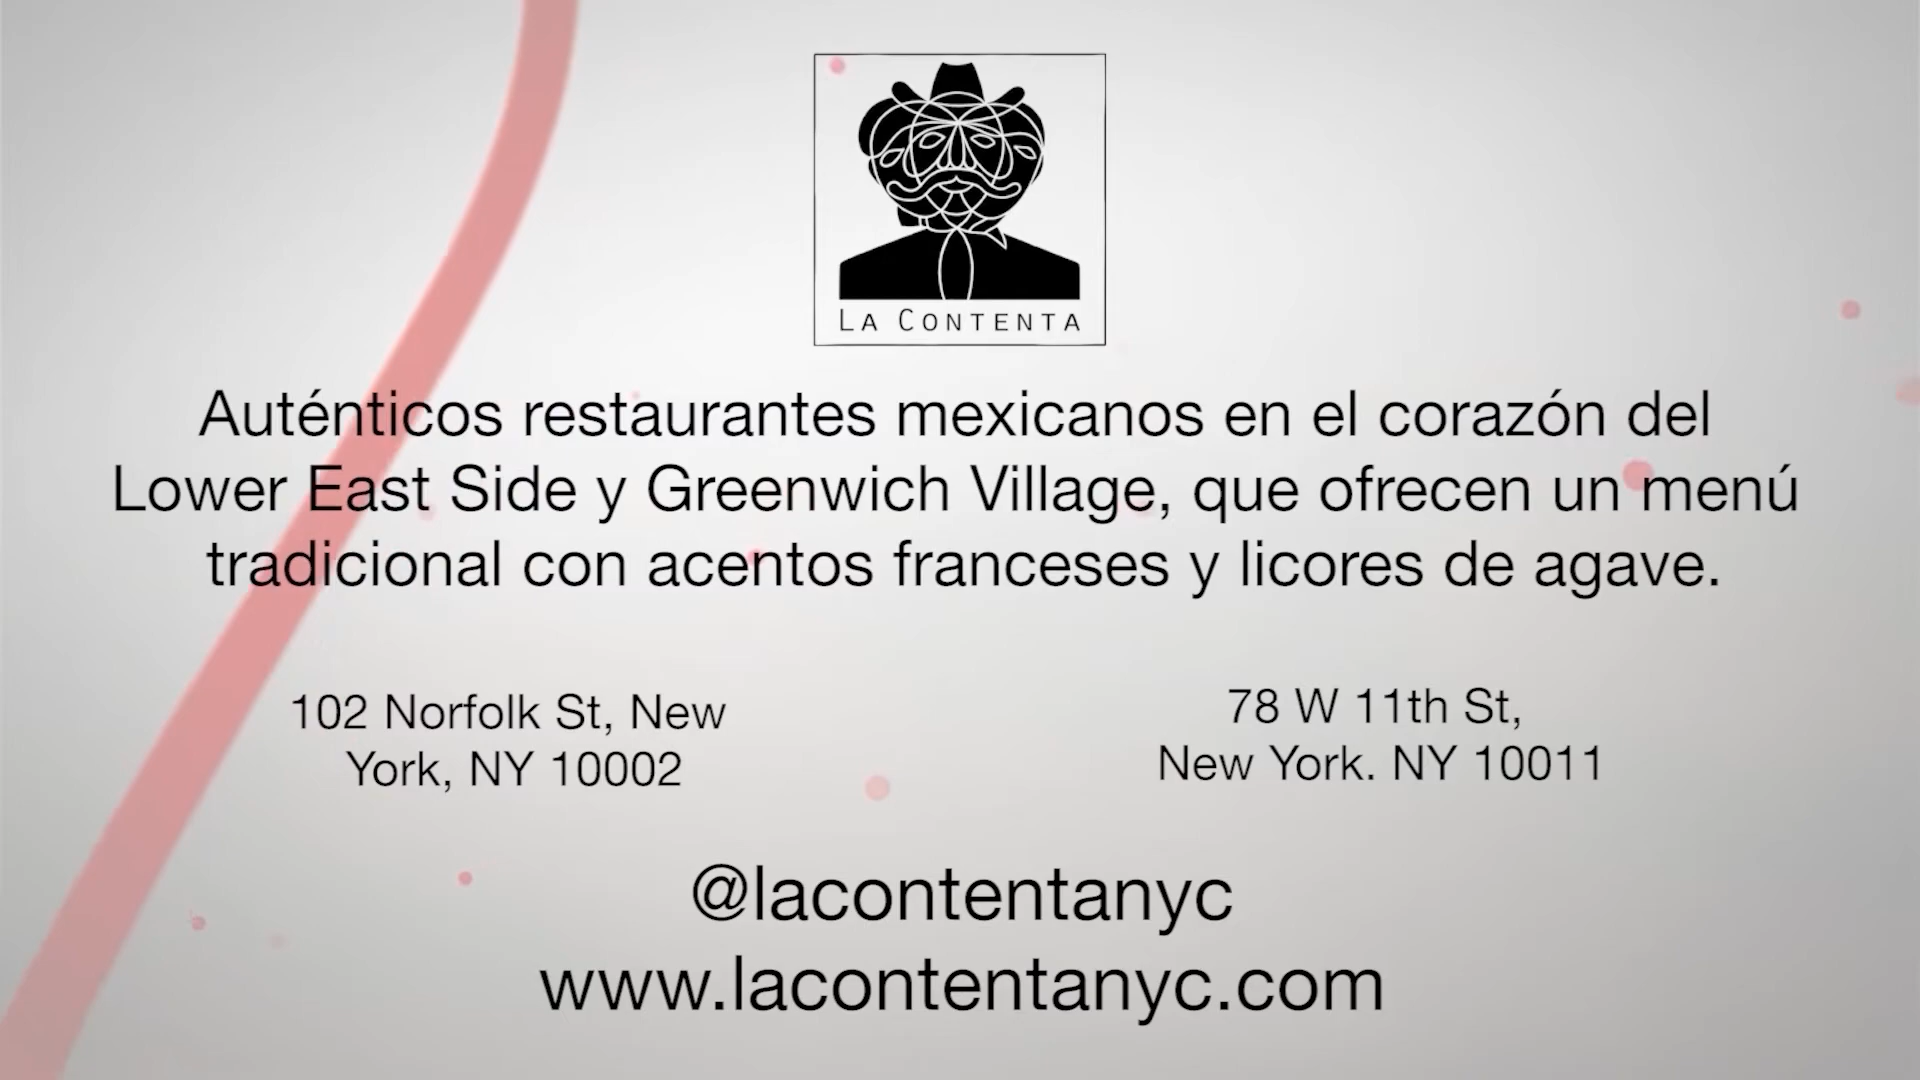 LA CONTENTA
Auténticos restaurantes mexicanos en el corazón del
Lower East Side y Greenwich Village, que ofrecen un menú
tradicional con acentos franceses y licores de agave.
102 Norfolk St, New
York, NY 10002
78 W 11th St,
New York. NY 10011
@lacontentanyc
www.lacontentanyc.com